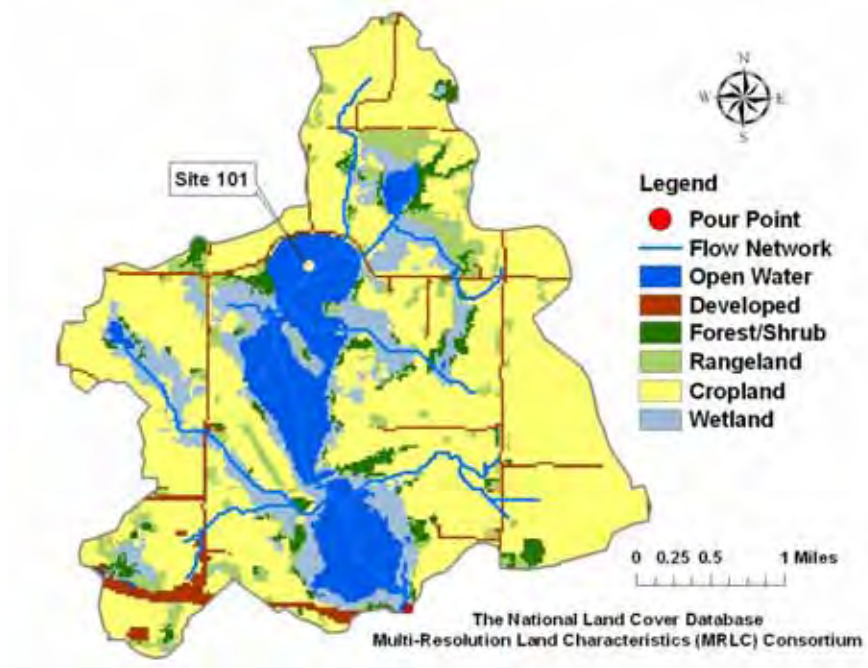 N
W E
S
Site 101
Legend
Pour Point
Flow Network
Open Water
Developed
Forest/Shrub
Rangeland
Cropland
Wetland
0 0.25 0.5 1 Miles
The National Land Cover Database
Multi-Resolution Land Characteristics (MRLC) Consortium